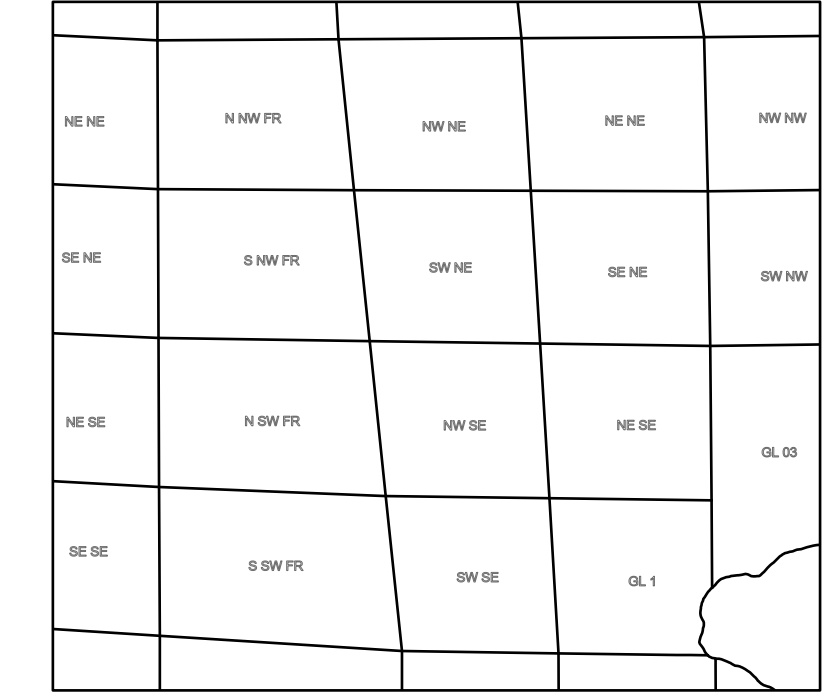 NE NE
N NW FR
NW NE
NE NE
NW NW
SE NE
S NW FR
SW NE
SE NE
SW NW
NE SE
N SW FR
NW SE
NE SE
GL 03
SE SE
S SW FR
SW SE
GL 1